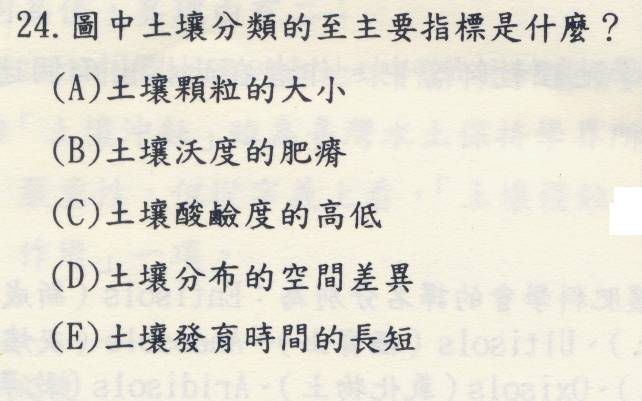 24.圖中土壤分類的至主要指標是什麼？
(A)土壤顆粒的大小
(B)土壤沃度的肥瘠
(C)土壤酸鹼度的高低
(D)土壤分布的空間差異
(E)土壤發育時間的長短